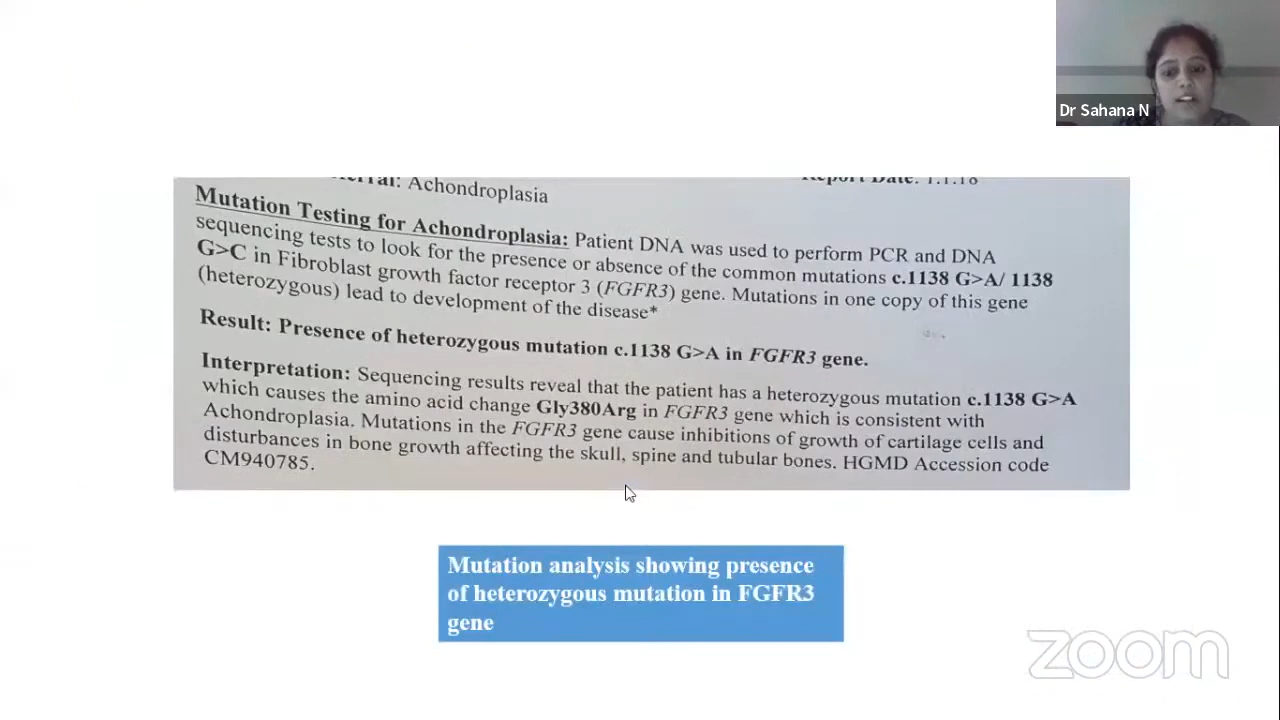 Dr Sahana N
Referral: Achondroplasia
Report Date: 1.1.18
Mutation Testing for Achondroplasia: Patient DNA was used to perform PCR and DNA
sequencing tests to look for the presence or absence of the common mutations c.1138 G>A/ 1138
G>C in Fibroblast growth factor receptor 3 (FGFR3) gene. Mutations in one copy of this gene
(heterozygous) lead to development of the disease*
Result: Presence of heterozygous mutation c.1138 G>A in FGFR3 gene.
Interpretation: Sequencing results reveal that the patient has a heterozygous mutation c.1138 G>A
which causes the amino acid change Gly380Arg in FGFR3 gene which is consistent with
Achondroplasia. Mutations in the FGFR3 gene cause inhibitions of growth of cartilage cells and
disturbances in bone growth affecting the skull, spine and tubular bones. HGMD Accession code
CM940785.
Mutation analysis showing presence
of heterozygous mutation in FGFR3
gene
zoom